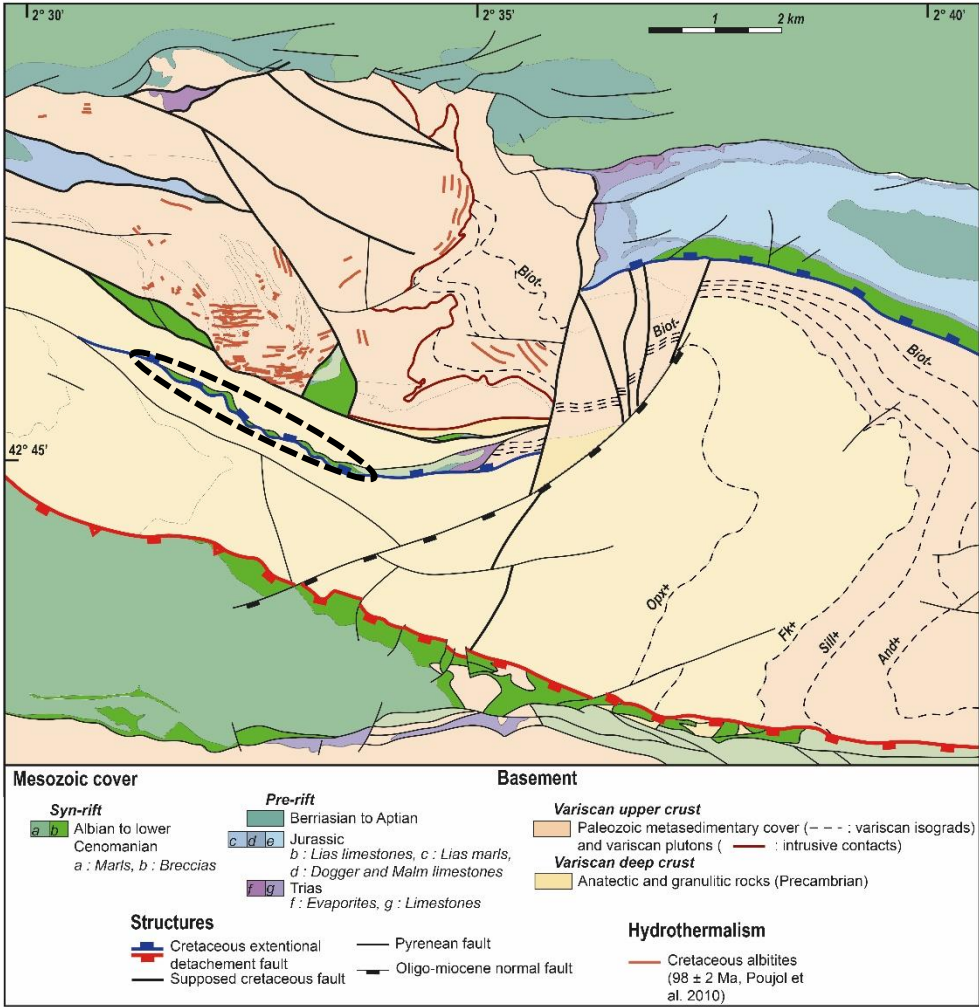 2° 30'
2° 35'
2° 40'
1 2 km
Biot-
Biot-
Biot-
42° 45'
Opx+
Fk+
Sill+
And+
Mesozoic cover
Syn-rift
a b Albian to lower
Cenomanian
a : Marls, b : Breccias
Pre-rift
Berriasian to Aptian
c d e Jurassic
b : Lias limestones, c : Lias marls,
d : Dogger and Malm limestones
f g Trias
f : Evaporites, g : Limestones
Basement
Variscan upper crust
Paleozoic metasedimentary cover ( : variscan isograds)
and variscan plutons ( : intrusive contacts)
Variscan deep crust
Anatectic and granulitic rocks (Precambrian)
Structures
Cretaceous extentional
detachement fault
Supposed cretaceous fault
Pyrenean fault
Oligo-miocene normal fault
Hydrothermalism
Cretaceous albitites
(98 ± 2 Ma, Poujol et
al. 2010)